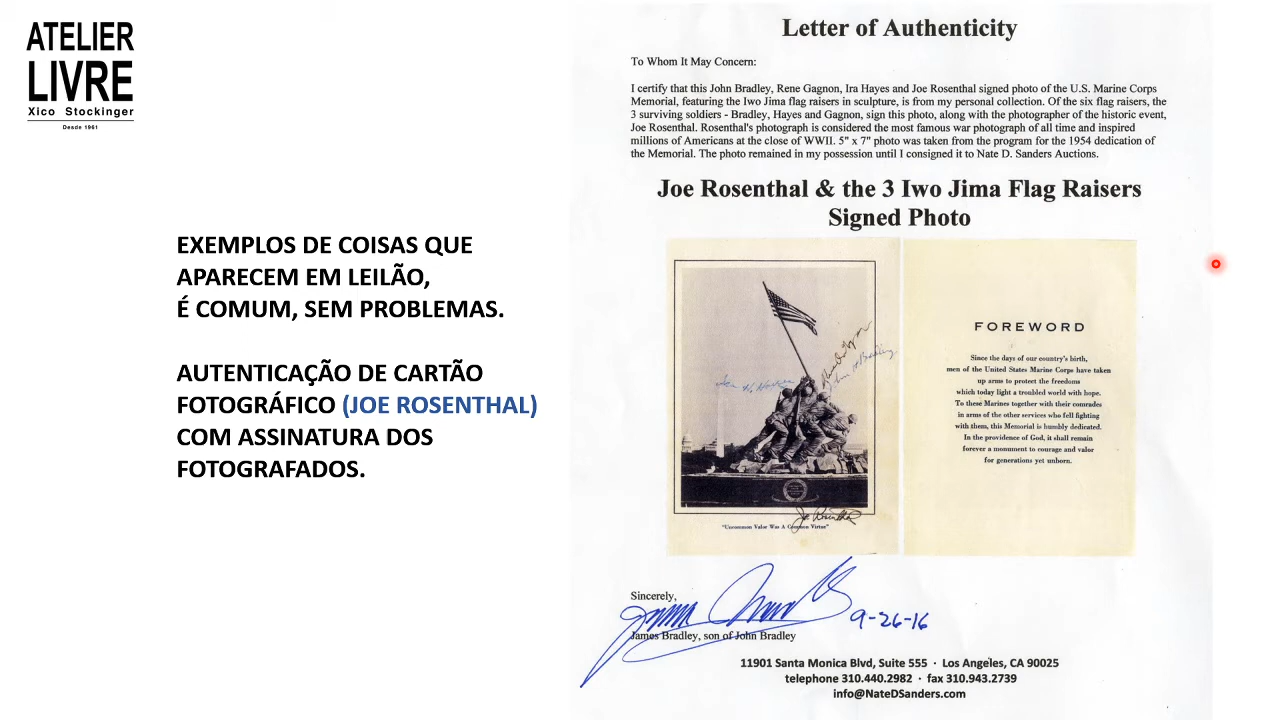 ATELIER
LIVRE
Xico Stockinger
Desde 1961
EXEMPLOS DE COISAS QUE
APARECEM EM LEILÃO,
É COMUM, SEM PROBLEMAS.
AUTENTICAÇÃO DE CARTÃO
FOTOGRÁFICO (JOE ROSENTHAL)
COM ASSINATURA DOS
FOTOGRAFADOS.
Letter of Authenticity
To Whom It May Concern:
I certify that this John Bradley, Rene Gagnon, Ira Hayes and Joe Rosenthal signed photo of the U.S. Marine Corps
Memorial, featuring the Iwo Jima flag raisers in sculpture, is from my personal collection. Of the six flag raisers, the
3 surviving soldiers - Bradley, Hayes and Gagnon, sign this photo, along with the photographer of the historic event,
Joe Rosenthal. Rosenthal's photograph is considered the most famous war photograph of all time and inspired
millions of Americans at the close of WWII. 5" x 7" photo was taken from the program for the 1954 dedication of
the Memorial. The photo remained in my possession until I consigned it to Nate D. Sanders Auctions.
Joe Rosenthal & the 3 Iwo Jima Flag Raisers
Signed Photo
"Uncommon Valor Was A Common Virtue"
Joe Rosenthal
FOREWORD
Since the days of our country's birth,
men of the United States Marine Corps have taken
up arms to protect the freedoms
which today light a troubled world with hope.
To these Marines together with their comrades
in arms of the other services who fell fighting
with them, this Memorial is humbly dedicated.
In the providence of God, it shall remain
forever a monument to courage and valor
for generations yet unborn.
Sincerely,
9-26-16
James Bradley, son of John Bradley
11901 Santa Monica Blvd, Suite 555 · Los Angeles, CA 90025
telephone 310.440.2982 · fax 310.943.2739
info@NateDSanders.com